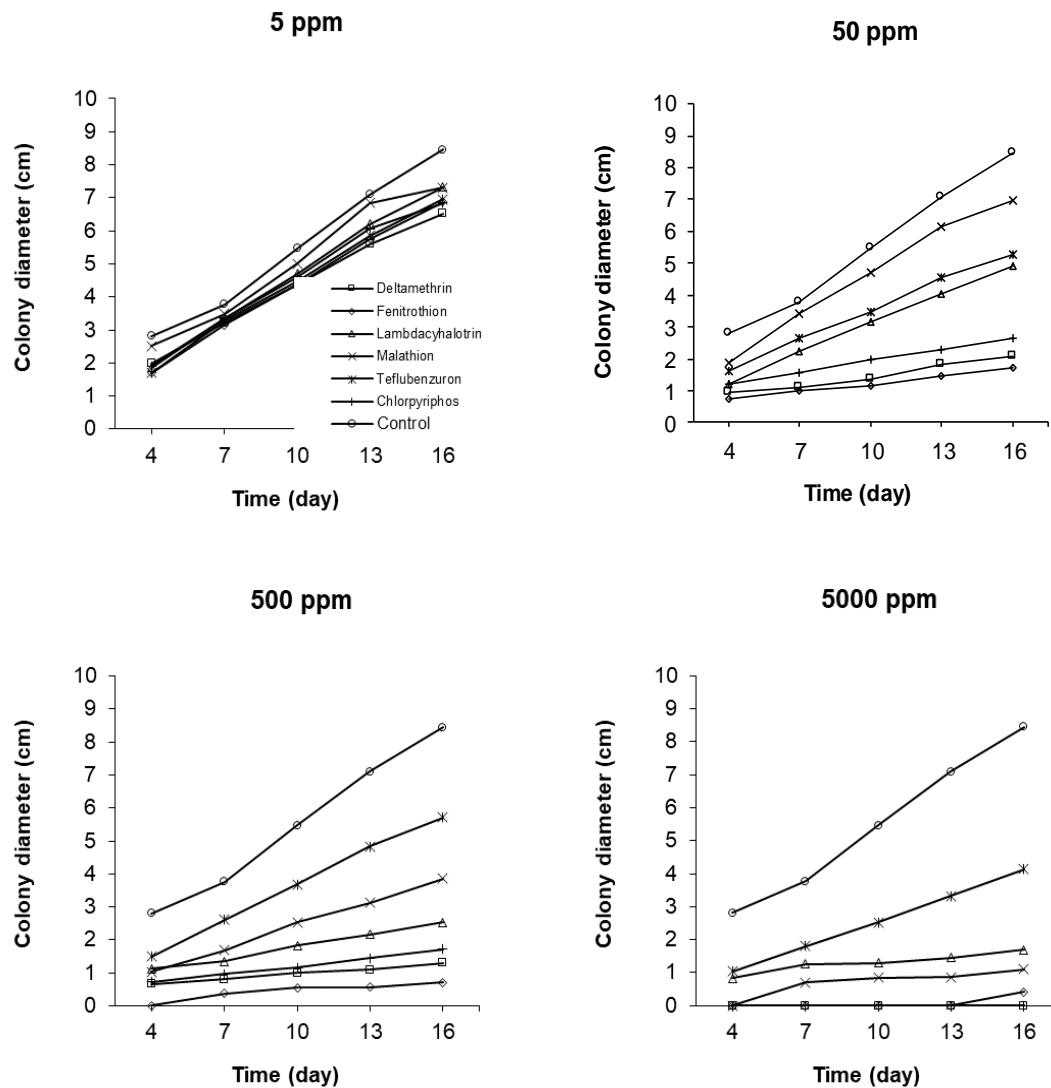 5 ppm
Colony diameter (cm)
10
9
8
7
6
5
4
3
2
1
0
4 7 10 13 16
Time (day)
Deltamethrin
Fenitrothion
Lambdacyhalotrin
Malathion
Teflubenzuron
Chlorpyriphos
Control
50 ppm
Colony diameter (cm)
10
9
8
7
6
5
4
3
2
1
0
4 7 10 13 16
Time (day)
500 ppm
Colony diameter (cm)
10
9
8
7
6
5
4
3
2
1
0
4 7 10 13 16
Time (day)
5000 ppm
Colony diameter (cm)
10
9
8
7
6
5
4
3
2
1
0
4 7 10 13 16
Time (day)